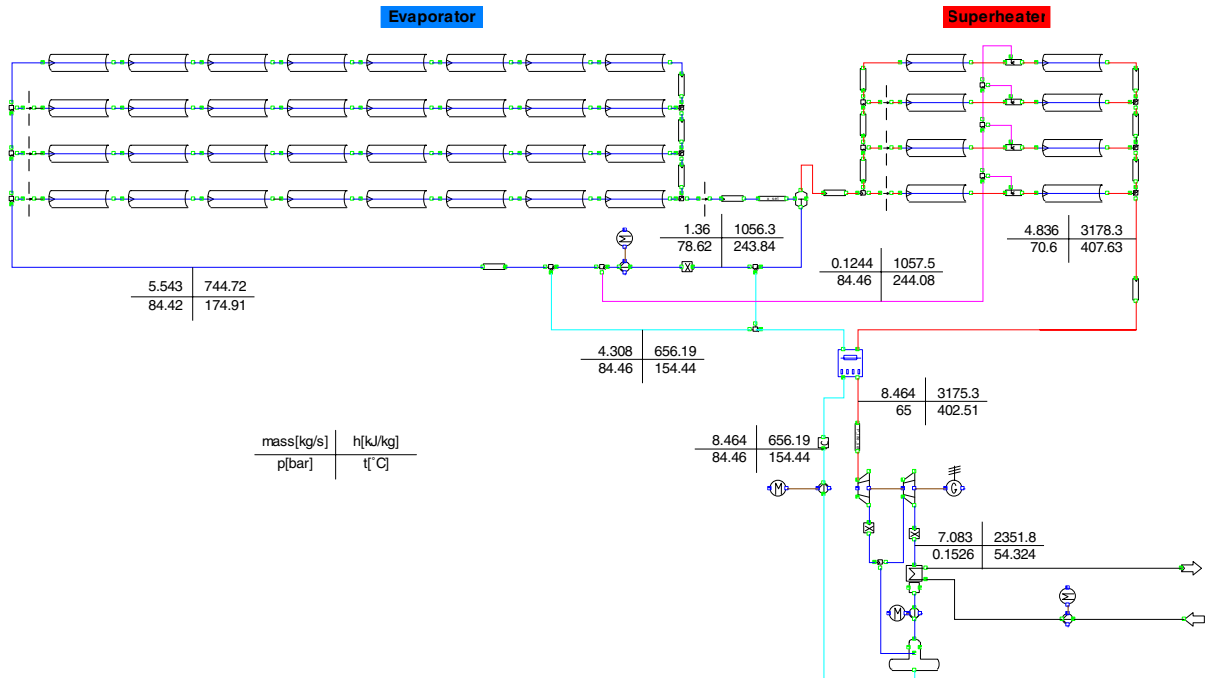 Evaporator
Superheater
1.36 1056.3
78.62 243.84
4.836 3178.3
70.6 407.63
0.1244 1057.5
84.46 244.08
5.543 744.72
84.42 174.91
4.308 656.19
84.46 154.44
8.464 3175.3
65 402.51
mass[kg/s] h[kJ/kg]
p[bar] t[°C]
8.464 656.19
84.46 154.44
C
M
G
7.083 2351.8
0.1526 54.324
M